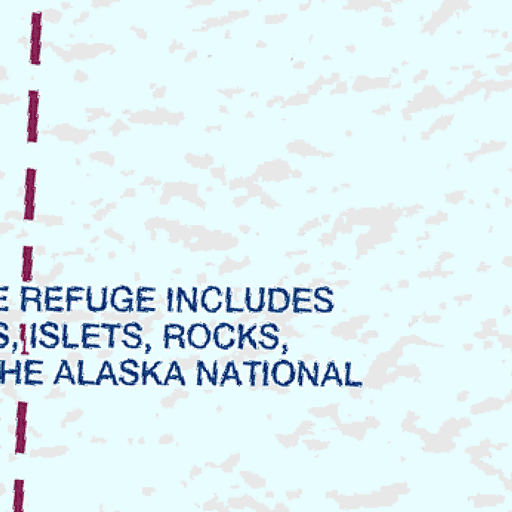 E REFUGE INCLUDES
S, ISLETS, ROCKS,
HE ALASKA NATIONAL